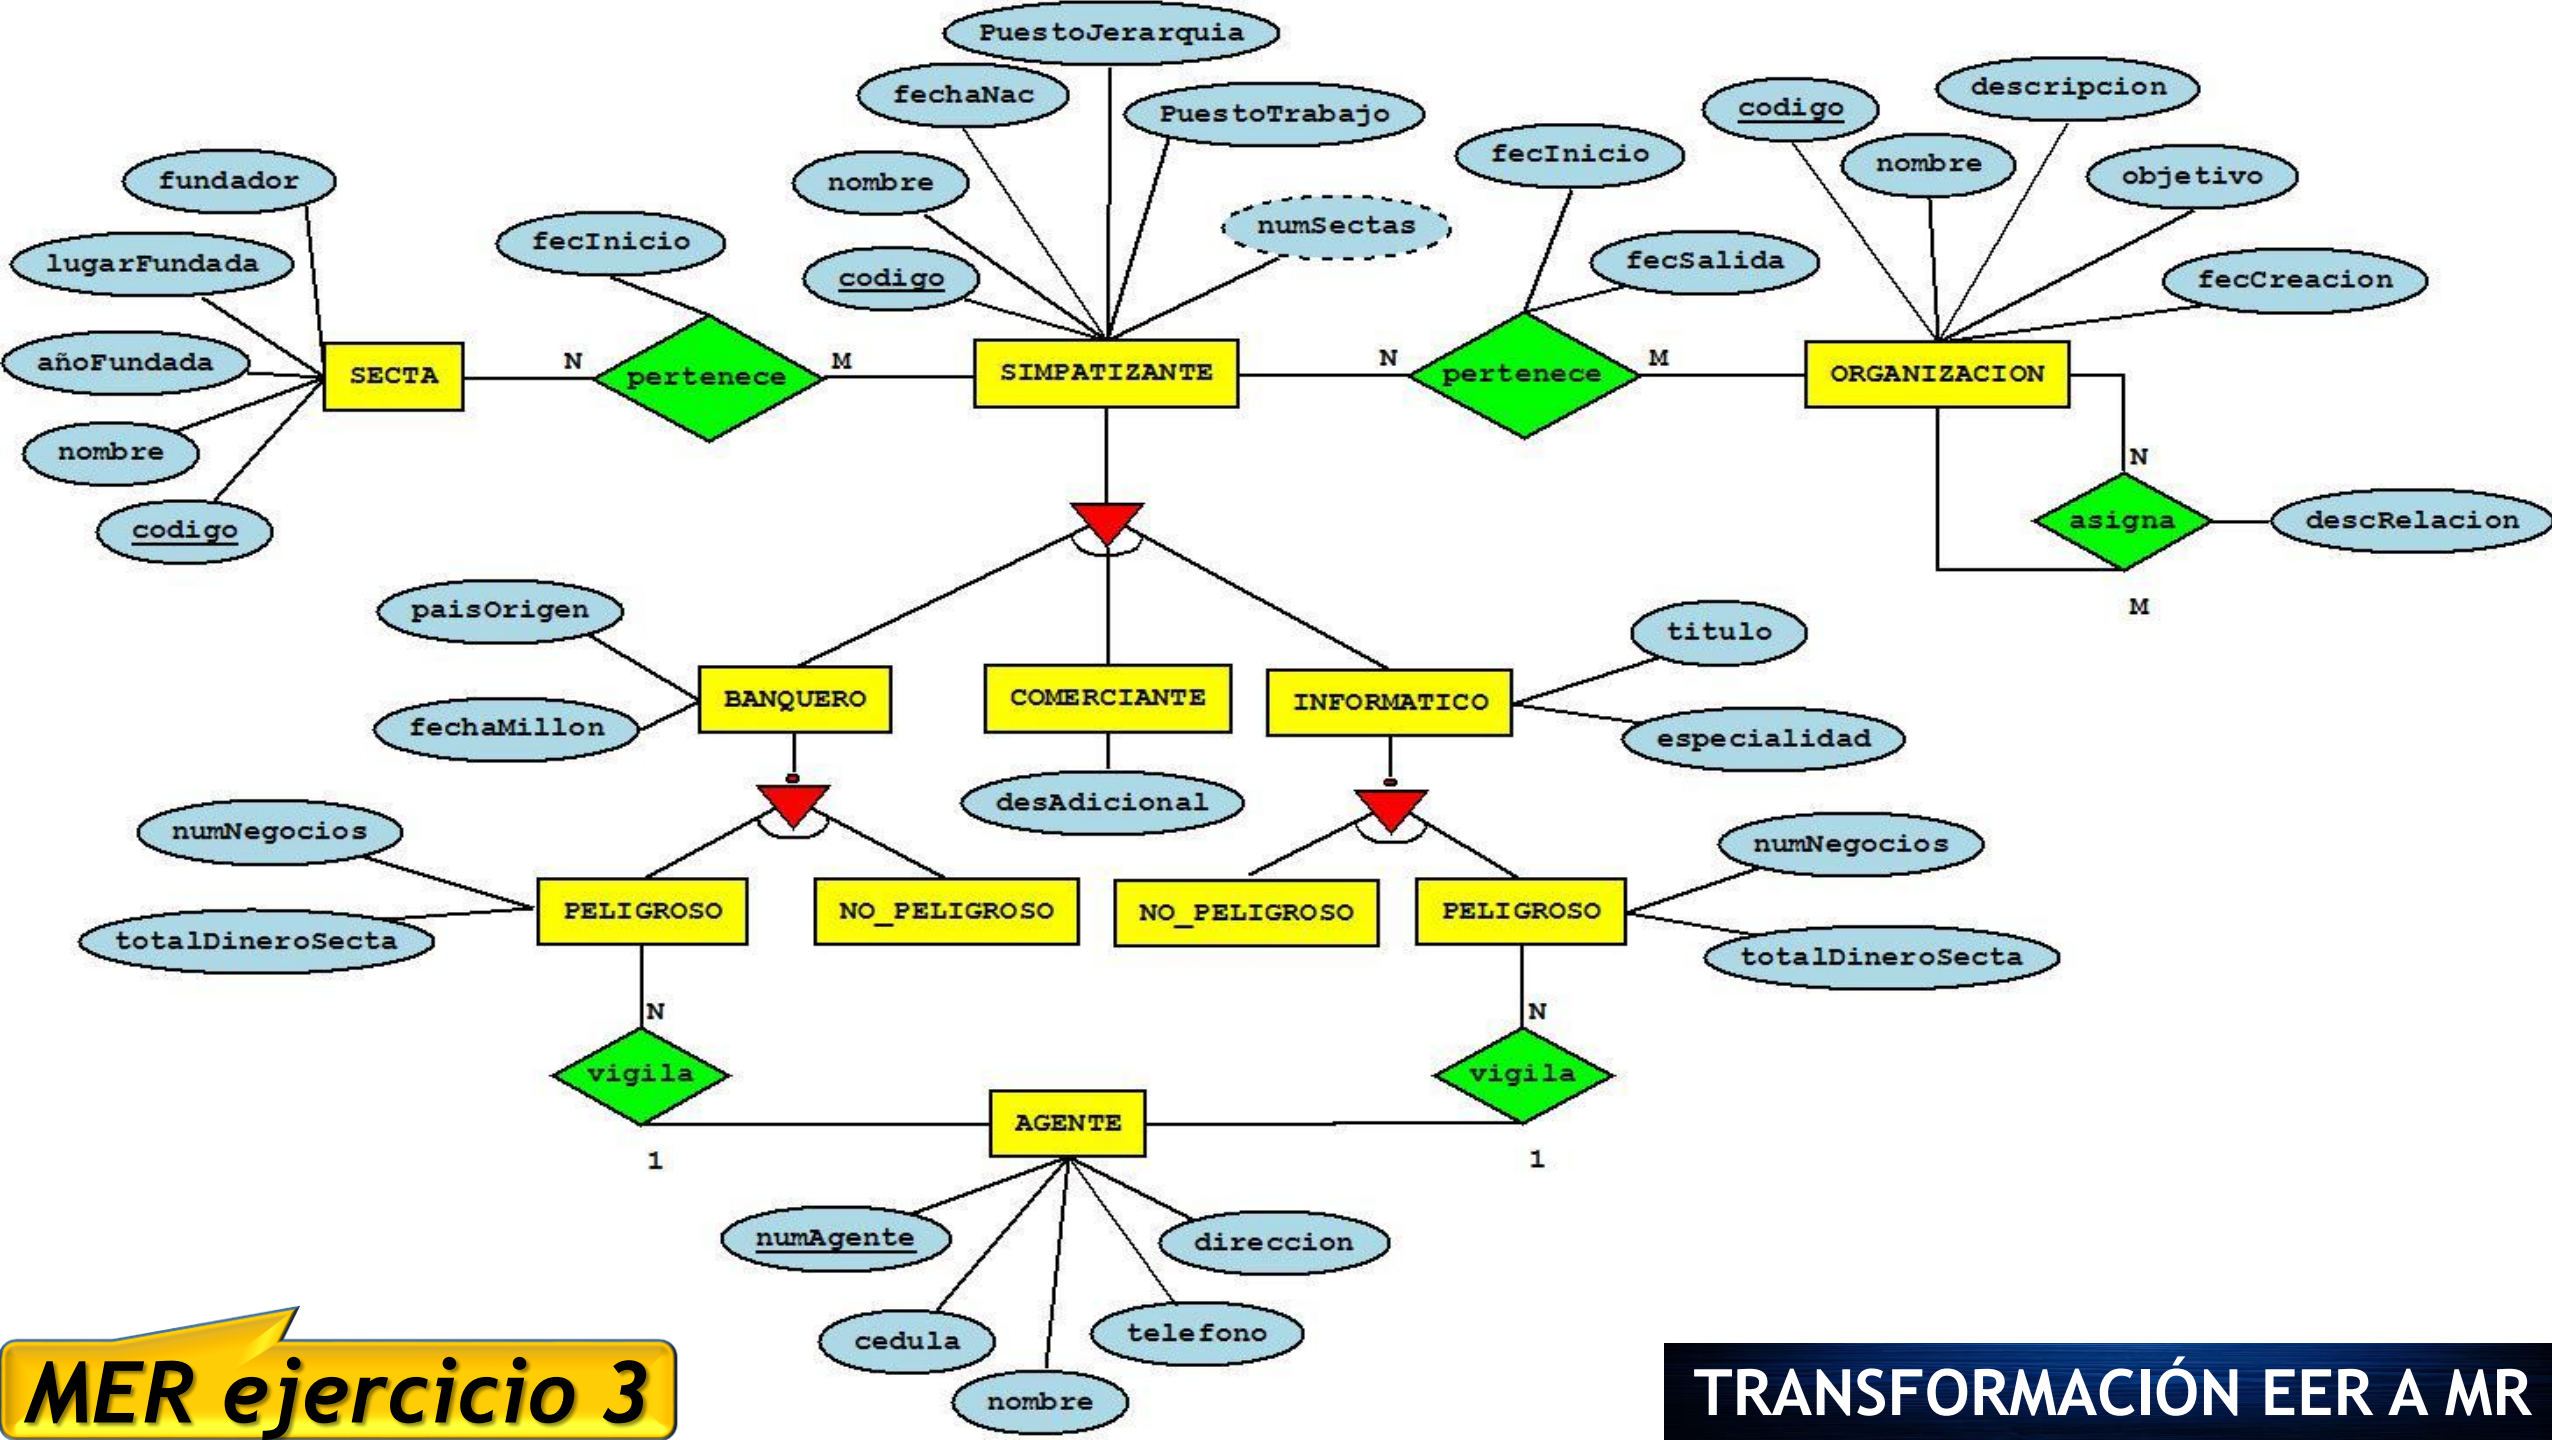 PuestoJerarquia
fechaNac
PuestoTrabajo
descripcion
codigo
fecInicio
nombre
objetivo
fundador
nombre
numSectas
fecInicio
lugarFundada
codigo
fecSalida
fecCreacion
añoFundada
SECTA
N
pertenece
M
SIMPATIZANTE
N
pertenece
M
ORGANIZACION
nombre
N
codigo
asigna
descRelacion
M
paisOrigen
titulo
BANQUERO
COMERCIANTE
INFORMATICO
fechaMillon
especialidad
desAdicional
numNegocios
numNegocios
PELIGROSO
NO_PELIGROSO
NO_PELIGROSO
PELIGROSO
totalDineroSecta
totalDineroSecta
N
N
vigila
vigila
AGENTE
1
1
numAgente
direccion
cedula
telefono
nombre
MER ejercicio 3
TRANSFORMACIÓN EER A MR